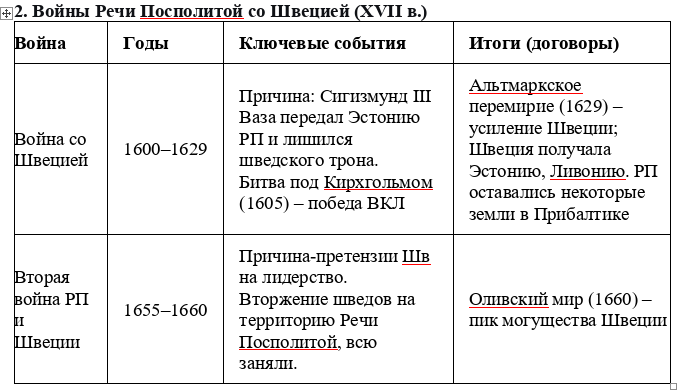 2. Войны Речи Посполитой со Швецией (XVII в.)
Война
Годы
Ключевые события
Итоги (договоры)
Война со
Швецией
1600–1629
Причина: Сигизмунд III
Ваза передал Эстонию
РП и лишился
шведского трона.
Битва под Кирхгольмом
(1605) – победа ВКЛ
Альтмаркское
перемирие (1629) –
усиление Швеции;
Швеция получала
Эстонию, Ливонию. РП
оставались некоторые
земли в Прибалтике
Вторая
война РП
и
Швеции
1655–1660
Причина-претензии Шв
на лидерство.
Вторжение шведов на
территорию Речи
Посполитой, всю
заняли.
Оливский мир (1660) –
пик могущества Швеции